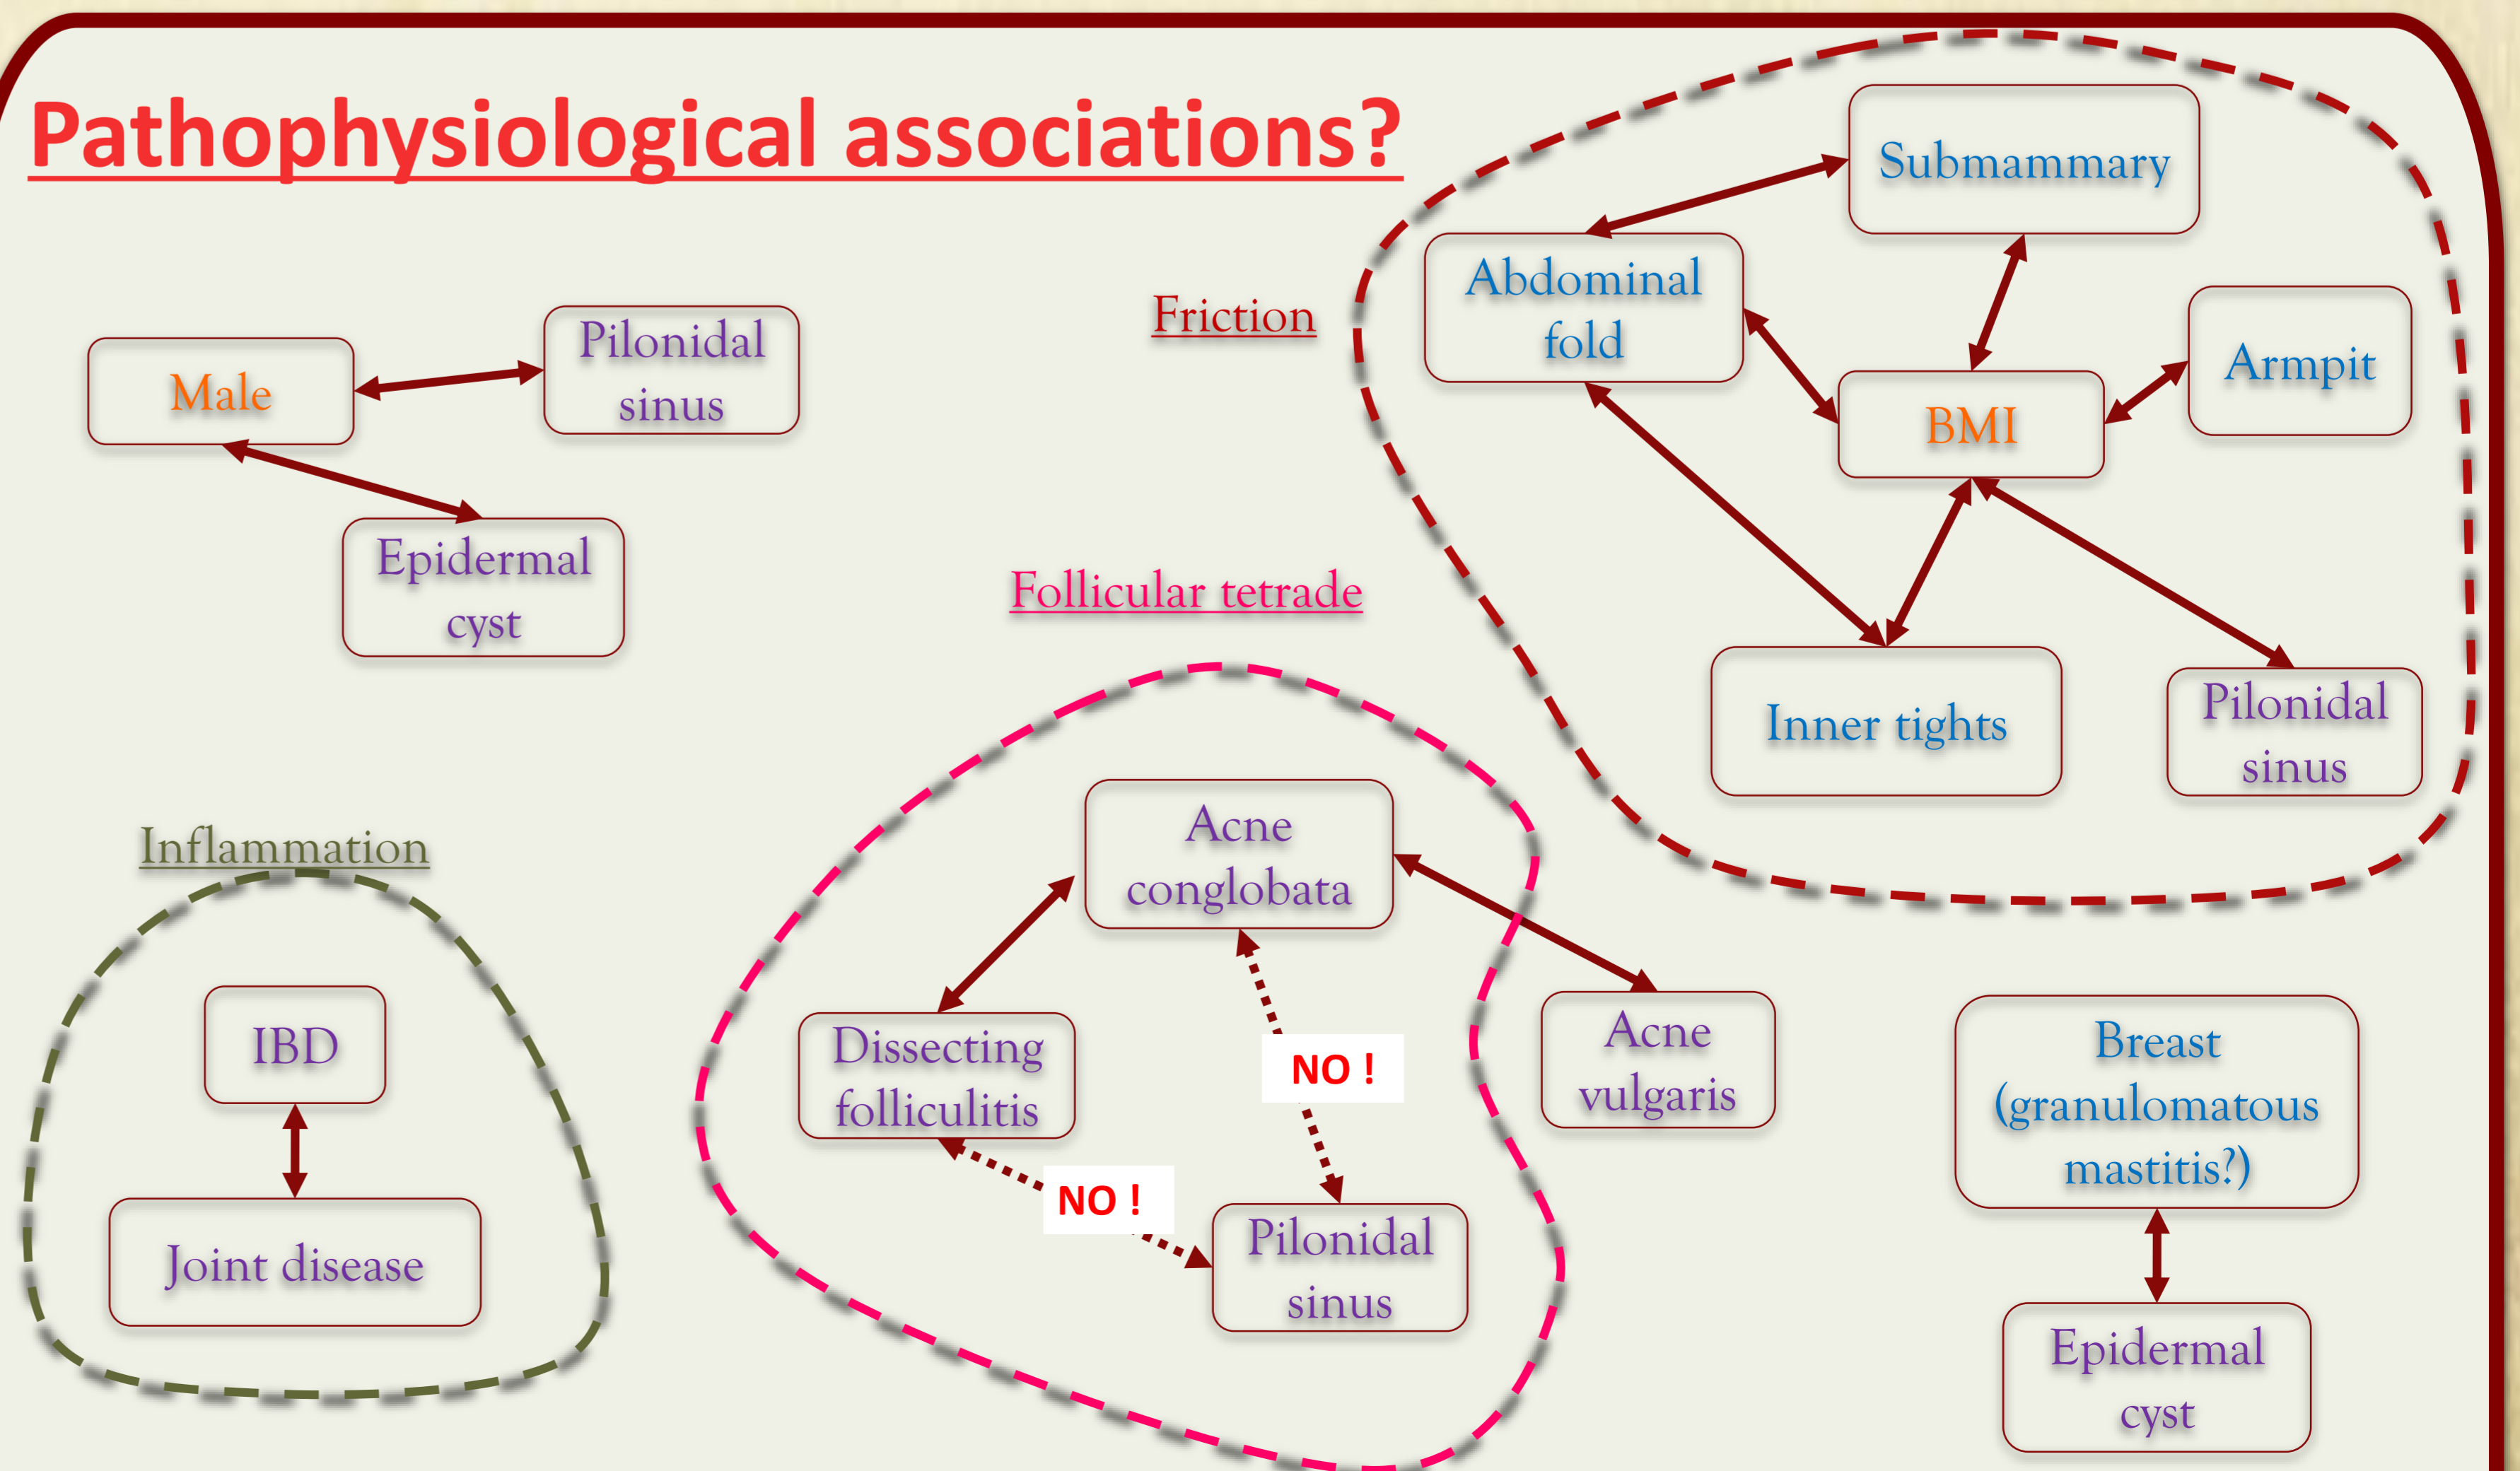 Pathophysiological associations?
Submammary
Abdominal
fold
Friction
Armpit
BMI
Inner tights
Pilonidal
sinus
Male
Pilonidal
sinus
Epidermal
cyst
Follicular tetrade
Acne
conglobata
Dissecting
folliculitis
NO !
NO !
Pilonidal
sinus
Acne
vulgaris
Inflammation
IBD
Joint disease
Breast
(granulomatous
mastitis?)
Epidermal
cyst